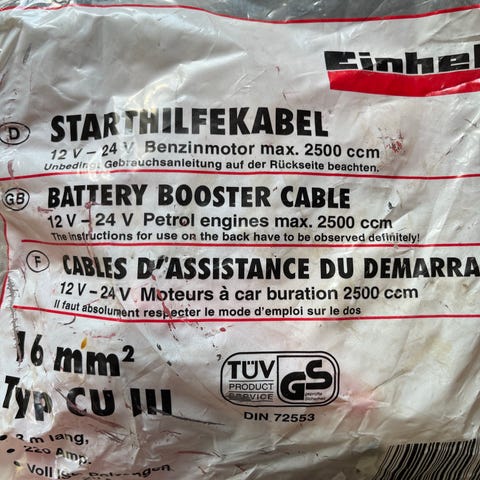 Einhel
D STARTHILFEKABEL
12 V – 24 V Benzinmotor max. 2500 ccm
Unbeding. Gebrauchsanleitung auf der Rückseite beachten.
GB BATTERY BOOSTER CABLE
12 V – 24 V Petrol engines max. 2500 ccm
The instructions for use on the back have to be observed definitely!
F CABLES D'ASSISTANCE DU DEMARRA
12 V – 24 V Moteurs à car buration 2500 ccm
Il faut absolument respecter le mode d'emploi sur le dos
16 mm²
Typ CU III
TÜV
PRODUCT
SERVICE
GS
geprüfte
Sicherheit
DIN 72553
• 3 m lang,
• 220 Amp.